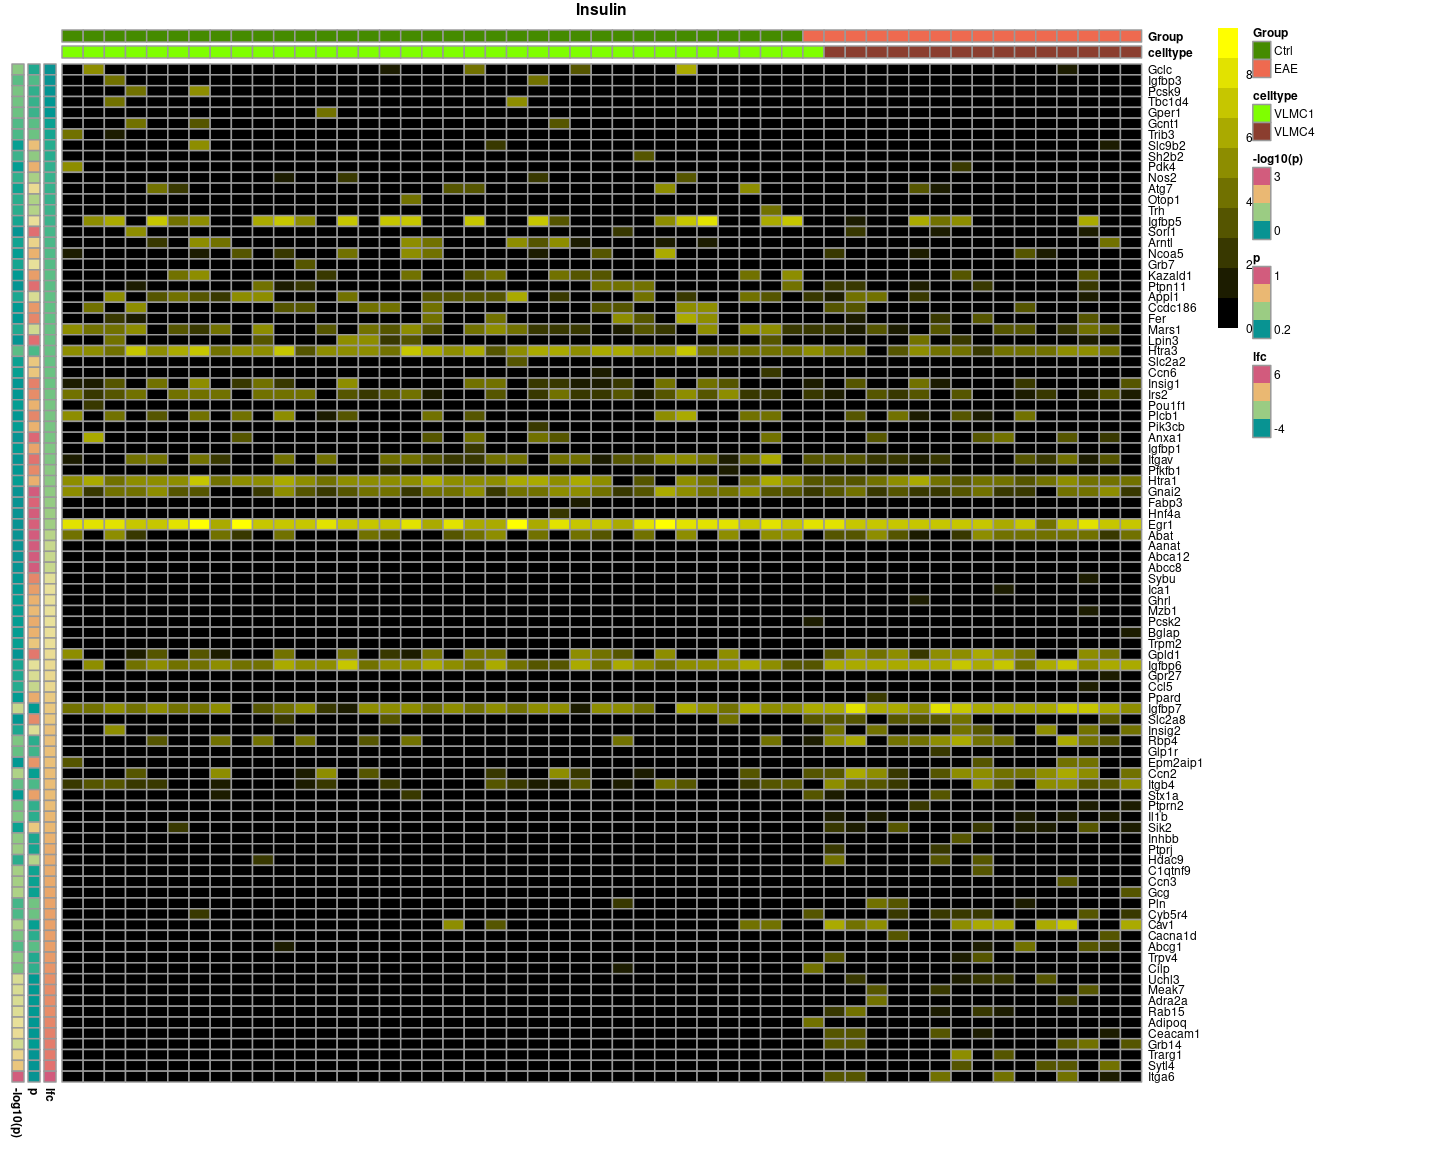 Insulin
Group
celltype
Gclc
Igfbp3
Pcsk9
Tbc1d4
Gper1
Gcnt1
Trib3
Slc9b2
Sh2b2
Pdk4
Nos2
Atg7
Otop1
Trh
Igfbp5
Sorl1
Arntl
Ncoa5
Grb7
Kazald1
Ptpn11
Appl1
Ccdc186
Fer
Mars1
Lpin3
Htra3
Slc2a2
Ccn6
Insig1
Irs2
Pou1f1
Plcb1
Pik3cb
Anxa1
Igfbp1
Itgav
Pfkfb1
Htra1
Gnai2
Fabp3
Hnf4a
Egr1
Abat
Aanat
Abca12
Abcc8
Sybu
Ica1
Ghrl
Mzb1
Pcsk2
Bglap
Trpm2
Gpld1
Igfbp6
Gpr27
Ccl5
Ppard
Igfbp7
Slc2a8
Insig2
Rbp4
Glp1r
Epm2aip1
Ccn2
Itgb4
Stx1a
Ptprn2
Il1b
Sik2
Inhbb
Ptprj
Hdac9
C1qtnf9
Ccn3
Gcg
Pln
Cyb5r4
Cav1
Cacna1d
Abcg1
Trpv4
Cilp
Uchl3
Meak7
Adra2a
Rab15
Adipoq
Ceacam1
Grb14
Trarg1
Sytl4
Itga6
-log10(p)
p
lfc
8
6
4
2
0
Group
Ctrl
EAE
celltype
VLMC1
VLMC4
-log10(p)
3
0
p
1
0.2
lfc
6
-4